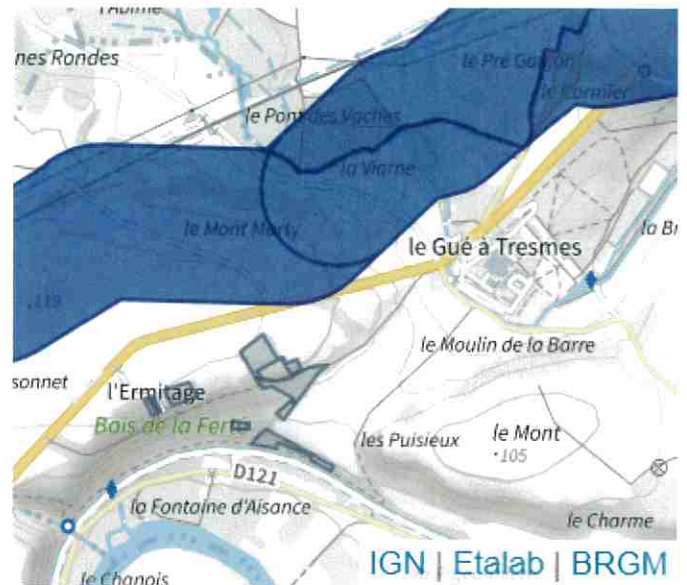 l'Abîme
nes Rondes
le Pré Garçon
le Cormier
le Pont des Vaches
la Viarne
le Mont Marly
le Gué à Tresmes
la Br
119
le Moulin de la Barre
sonnet
l'Ermitage
Bois de la Ferté
les Puisieux
le Mont
105
D121
la Fontaine d'Aisance
le Charme
le Chanois
IGN | Etalab | BRGM